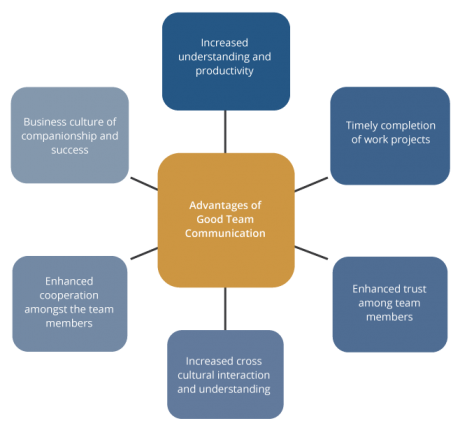 Increased
understanding and
productivity
Business culture of
companionship and
success
Timely completion
of work projects
Advantages of
Good Team
Communication
Enhanced
cooperation
amongst the team
members
Enhanced trust
among team
members
Increased cross
cultural interaction
and understanding